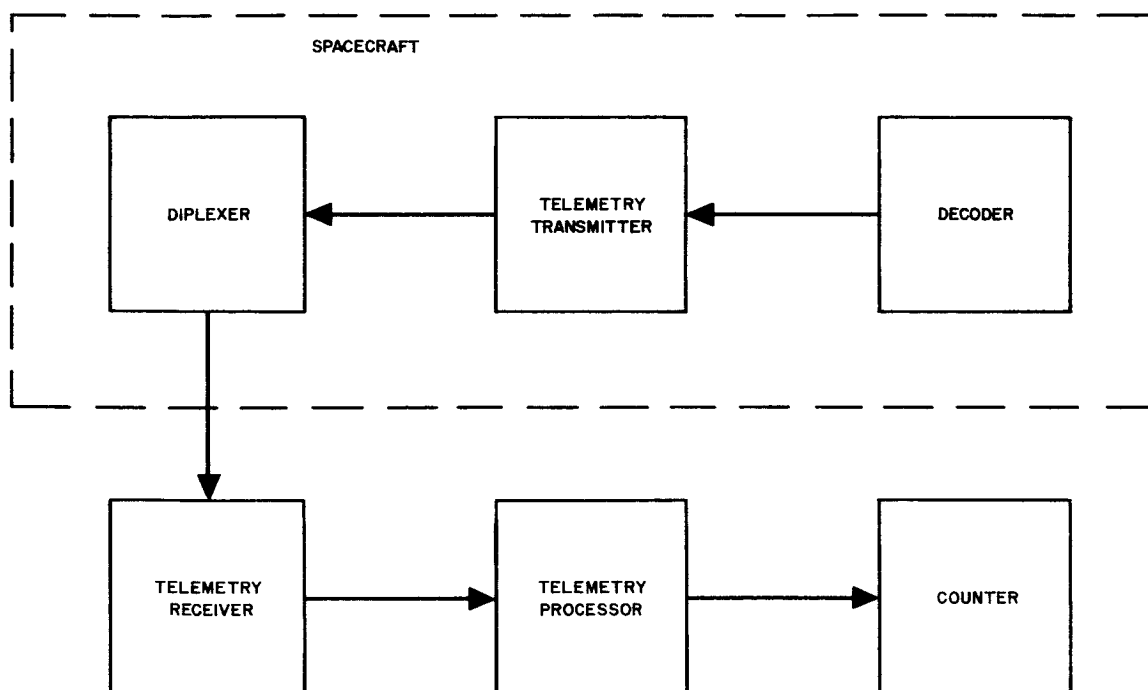 SPACECRAFT
DIPLEXER
TELEMETRY
TRANSMITTER
DECODER
TELEMETRY
RECEIVER
TELEMETRY
PROCESSOR
COUNTER